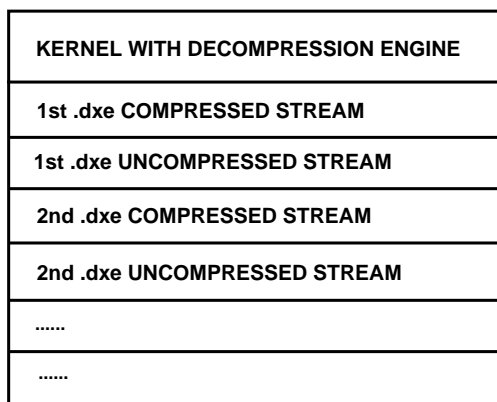 KERNEL WITH DECOMPRESSION ENGINE
1st .dxe COMPRESSED STREAM
1st .dxe UNCOMPRESSED STREAM
2nd .dxe COMPRESSED STREAM
2nd .dxe UNCOMPRESSED STREAM
......
......